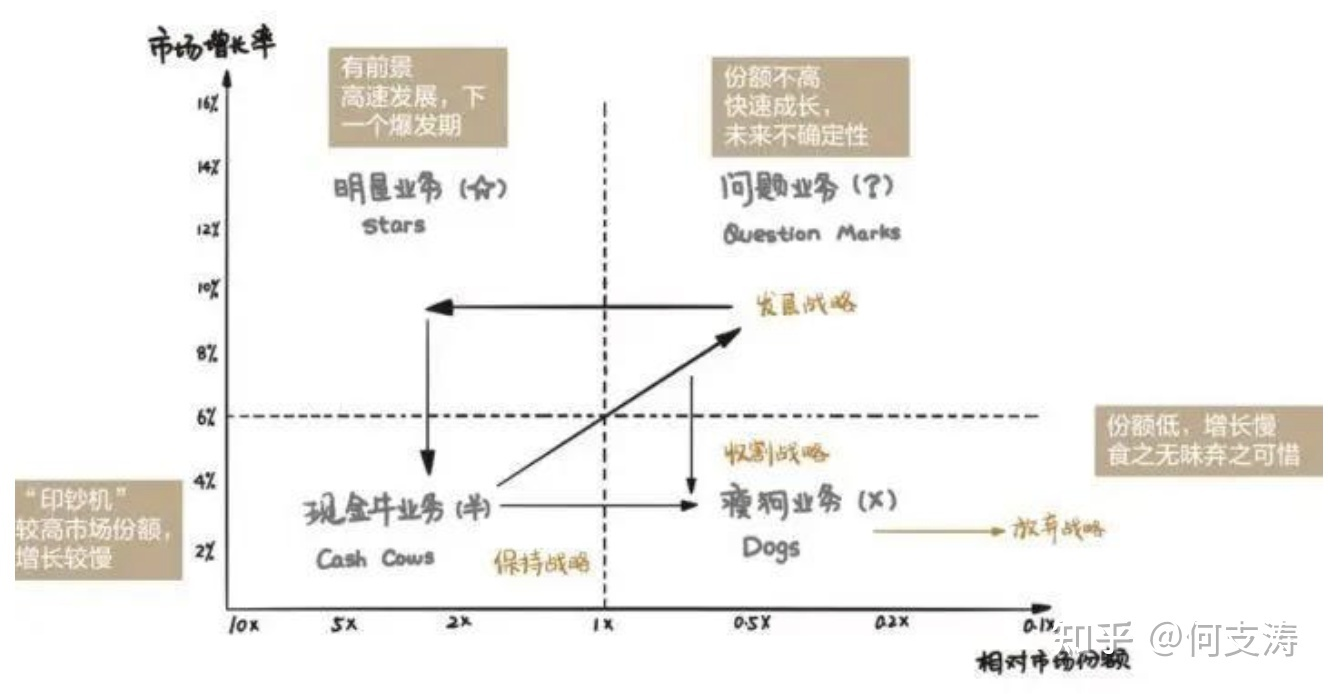 市场增长率
有前景
高速发展，下
一个爆发期
份额不高
快速成长，
未来不确定性
16%
14%
明星业务（☆）
问题业务（？）
Stars
Question Marks
12%
10%
发展战略
8%
6%
份额低，增长慢
食之无味弃之可惜
收割战略
4%
“印钞机”
较高市场份额，
增长较慢
现金牛业务（¥）
瘦狗业务（×）
放弃战略
2%
Cash Cows
保持战略
Dogs
10x 5x 2x 1x 0.5x 0.2x 0.1x
相对市场份额
知乎 @何支涛